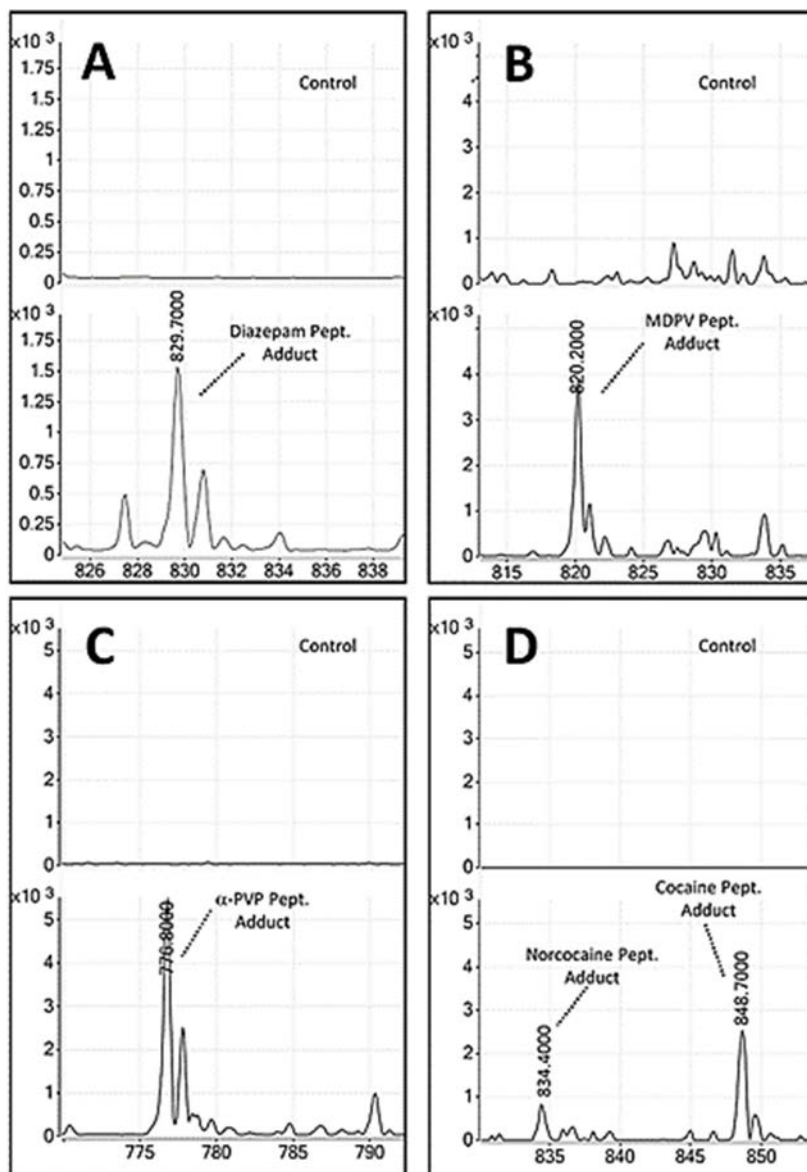 A
x10 3
Control
1.75
1.5
1.25
1
0.75
0.5
0.25
0
x10 3
1.75
1.5
1.25
1
0.75
0.5
0.25
0
829.7000
Diazepam Pept.
Adduct
826 828 830 832 834 836 838
B
x10 3
Control
4
3
2
1
0
x10 3
4
3
2
1
0
820.2000
MDPV Pept.
Adduct
815 820 825 830 835
C
x10 3
Control
5
4
3
2
1
0
x10 3
5
4
3
2
1
0
776.8000
α-PVP Pept.
Adduct
775 780 785 790
D
x10 3
Control
5
4
3
2
1
0
x10 3
5
4
3
2
1
0
Cocaine Pept.
Adduct
Norcocaine Pept.
Adduct
834.4000
848.7000
835 840 845 850